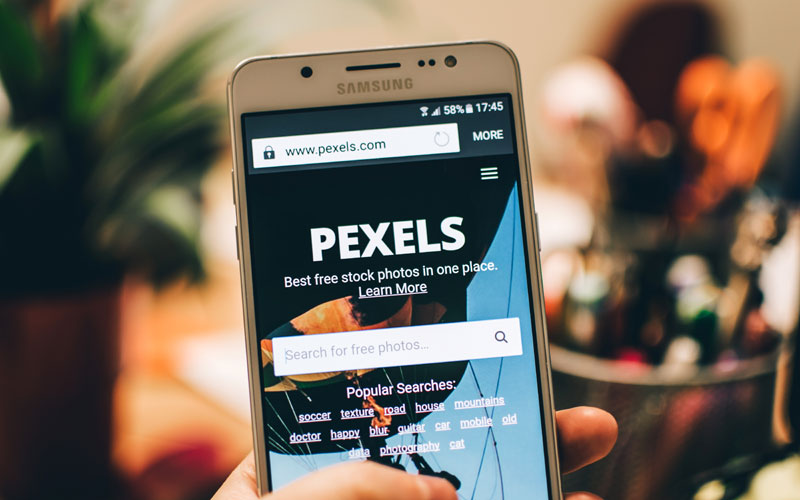 SAMSUNG
58% 17:45
www.pexels.com MORE
PEXELS
Best free stock photos in one place.
Learn More
Search for free photos...
Popular Searches:
soccer texture road house mountains
doctor happy blur guitar car mobile old
data photography cat